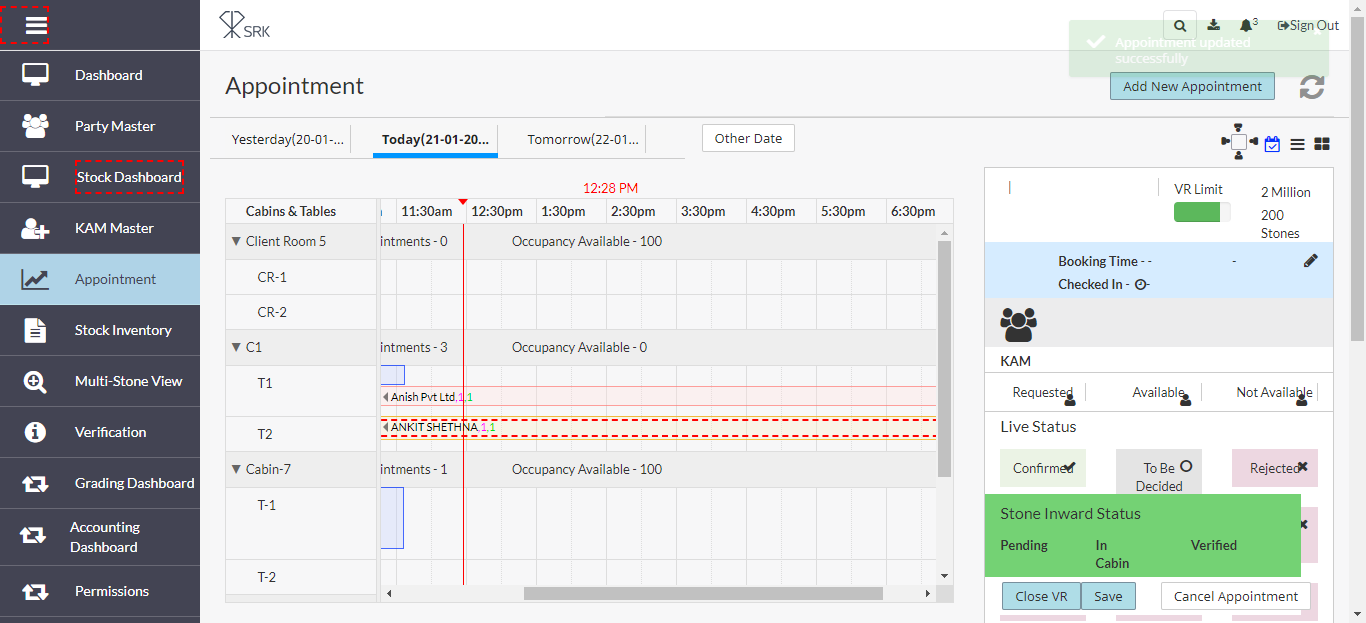 SRK
3
Sign Out
Appointment updated
successfully
Dashboard
Party Master
Stock Dashboard
KAM Master
Appointment
Stock Inventory
Multi-Stone View
Verification
Grading Dashboard
Accounting
Dashboard
Permissions
Appointment
Add New Appointment
Yesterday(20-01-...
Today(21-01-20...
Tomorrow(22-01...
Other Date
12:28 PM
Cabins & Tables
11:30am
12:30pm
1:30pm
2:30pm
3:30pm
4:30pm
5:30pm
6:30pm
Client Room 5
intments - 0
Occupancy Available - 100
CR-1
CR-2
C1
intments - 3
Occupancy Available - 0
T1
Anish Pvt Ltd,1,1
T2
ANKIT SHETHNA,1,1
Cabin-7
intments - 1
Occupancy Available - 100
T-1
T-2
VR Limit
2 Million
200
Stones
Booking Time - -
-
Checked In - -
KAM
Requested
Available
Not Available
Live Status
Confirmed
To Be
Decided
Rejected
Stone Inward Status
Pending
In
Cabin
Verified
Close VR
Save
Cancel Appointment